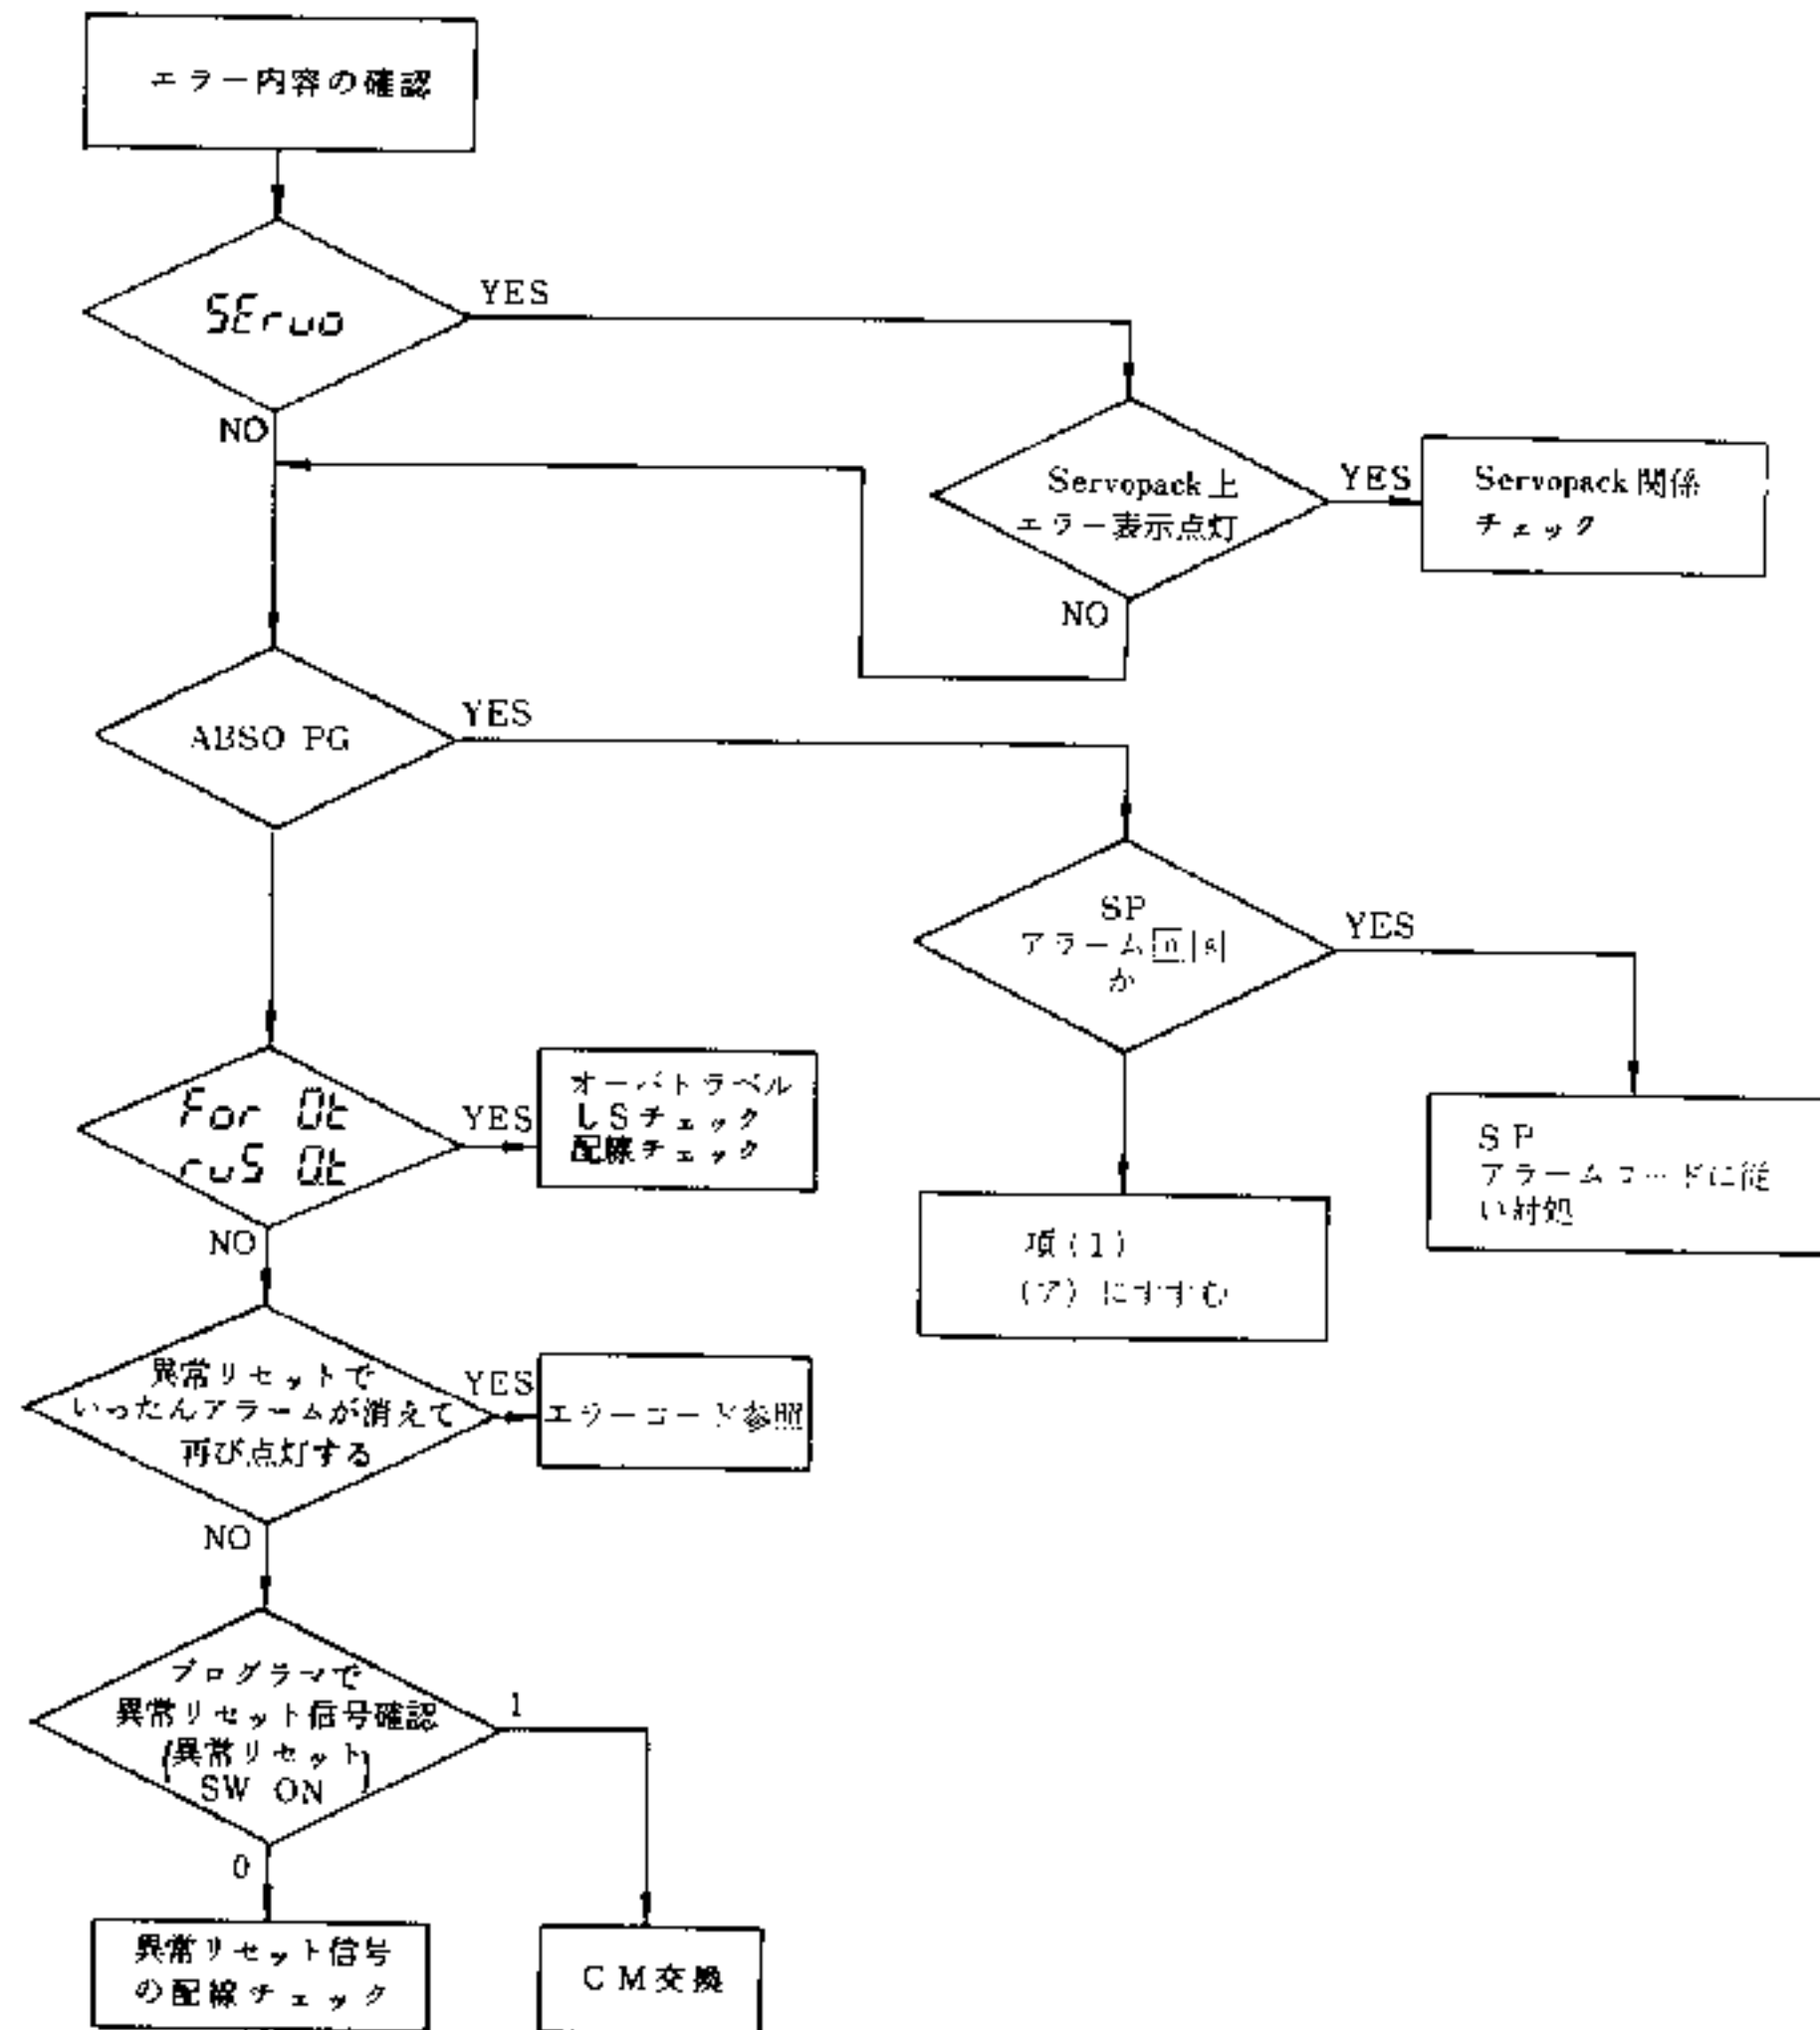 エラー内容の確認
SErvo
YES
NO
Servopack上
エラー表示点灯
YES
Servopack関係
チェック
NO
ABSO PG
YES
SP
アラーム
か
YES
SP
アラームコードに従
い対処
項(1)
(ア)にすすむ
For Ot
rvS Ot
YES
オーバトラベル
LSチェック
配線チェック
NO
異常リセットで
いったんアラームが消えて
再び点灯する
YES
エラーコード参照
NO
プログラマで
異常リセット信号確認
(異常リセット
SW ON)
1
0
異常リセット信号
の配線チェック
CM交換